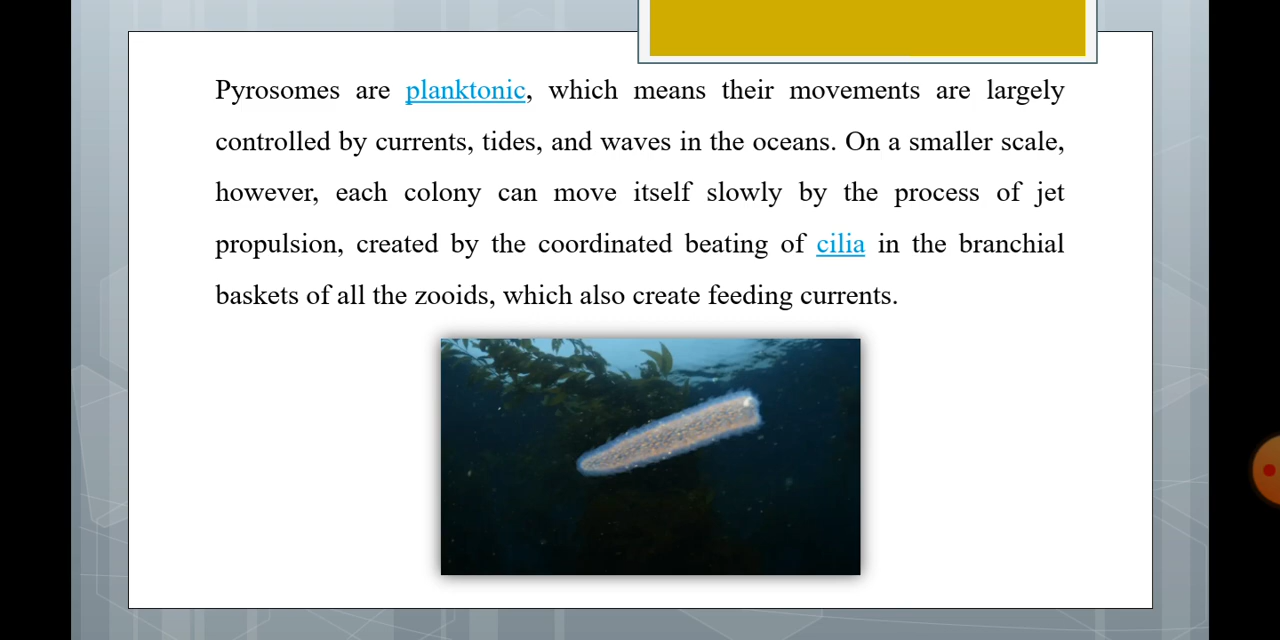 Pyrosomes are planktonic, which means their movements are largely
controlled by currents, tides, and waves in the oceans. On a smaller scale,
however, each colony can move itself slowly by the process of jet
propulsion, created by the coordinated beating of cilia in the branchial
baskets of all the zooids, which also create feeding currents.